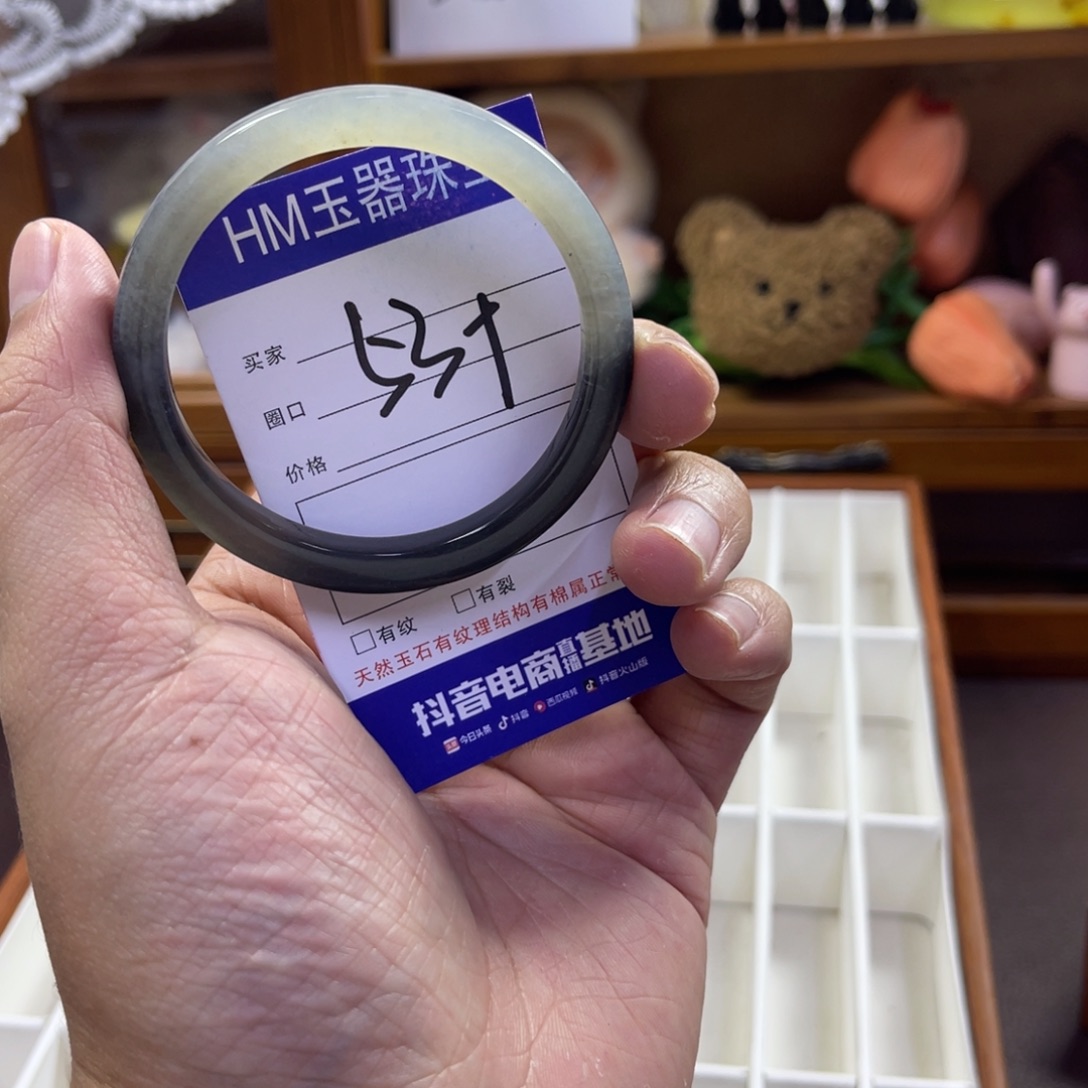 HM玉器珠
买家
圈口
价格
53+
有裂
有纹
天然玉石有纹理结构有棉属正常
抖音电商直播基地
今日头条 抖音 西瓜视频 抖音火山版